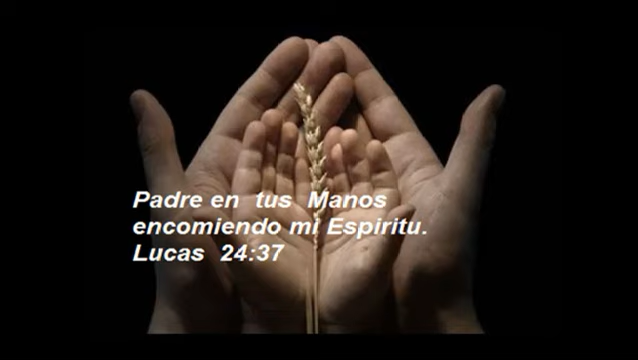 Padre en tus Manos
encomiendo mi Espiritu.
Lucas 24:37